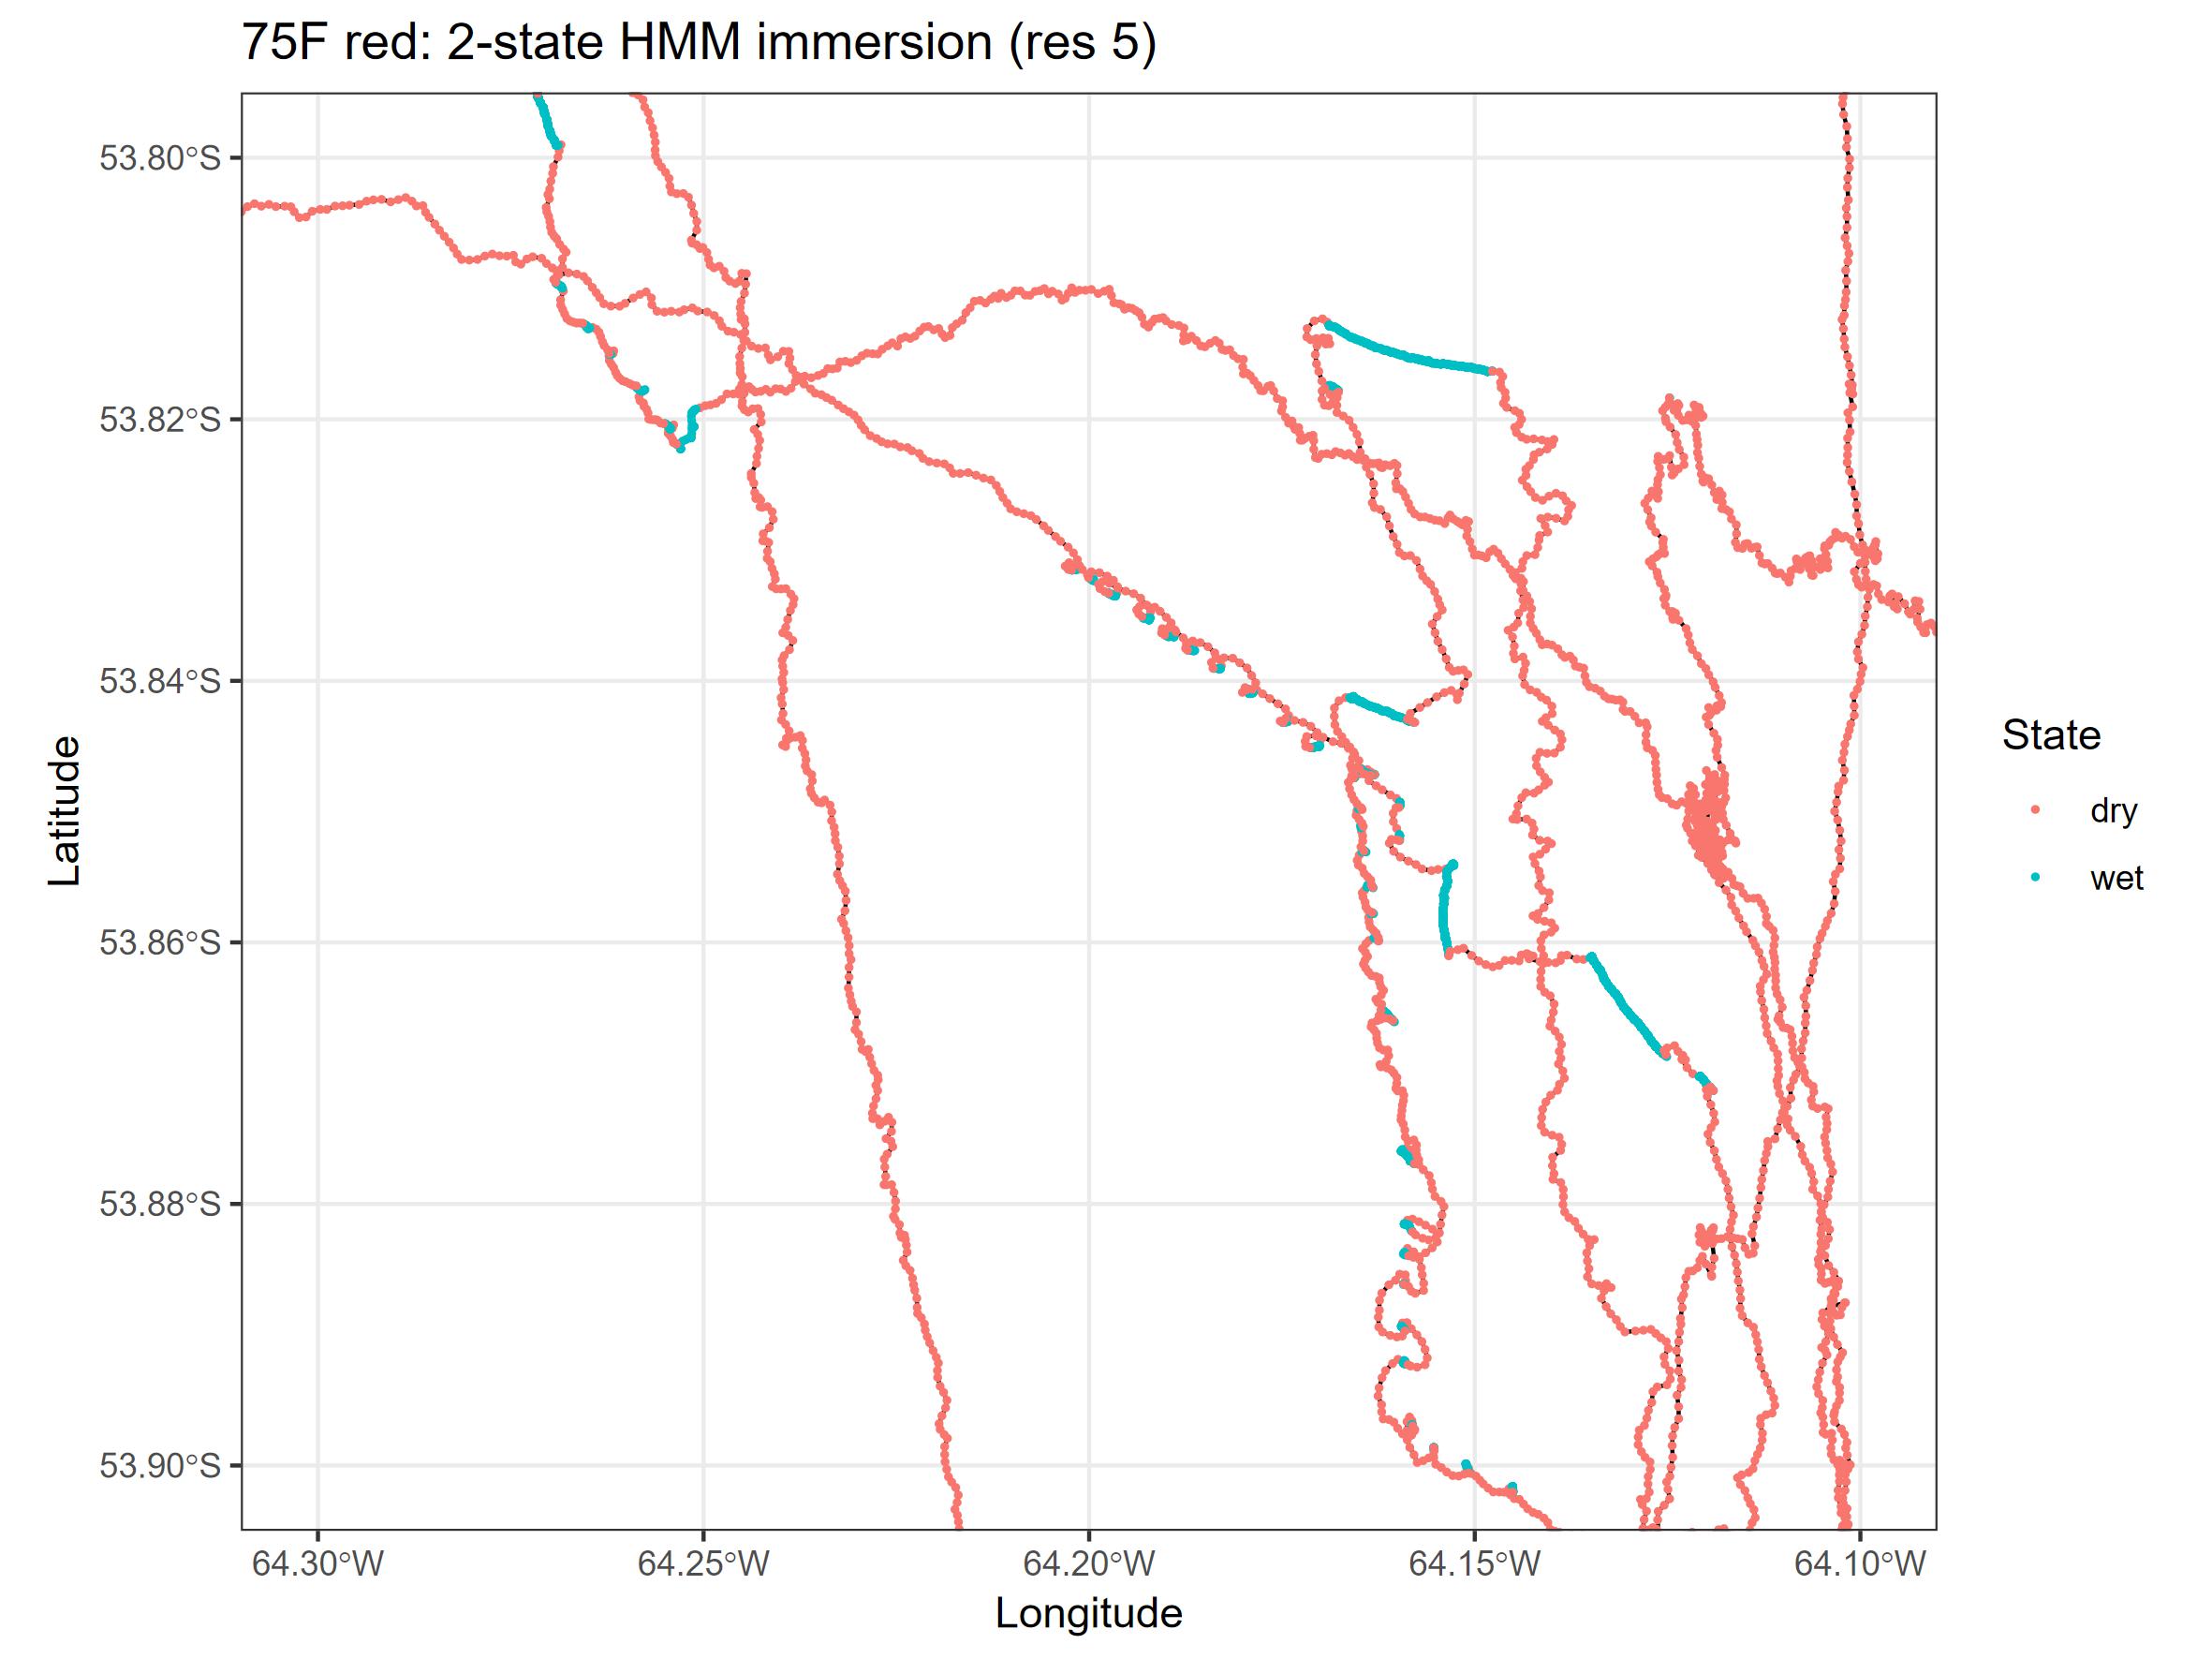 75F red: 2-state HMM immersion (res 5)
53.80°S
53.82°S
53.84°S
53.86°S
53.88°S
53.90°S
Latitude
64.30°W
64.25°W
64.20°W
64.15°W
64.10°W
Longitude
State
dry
wet